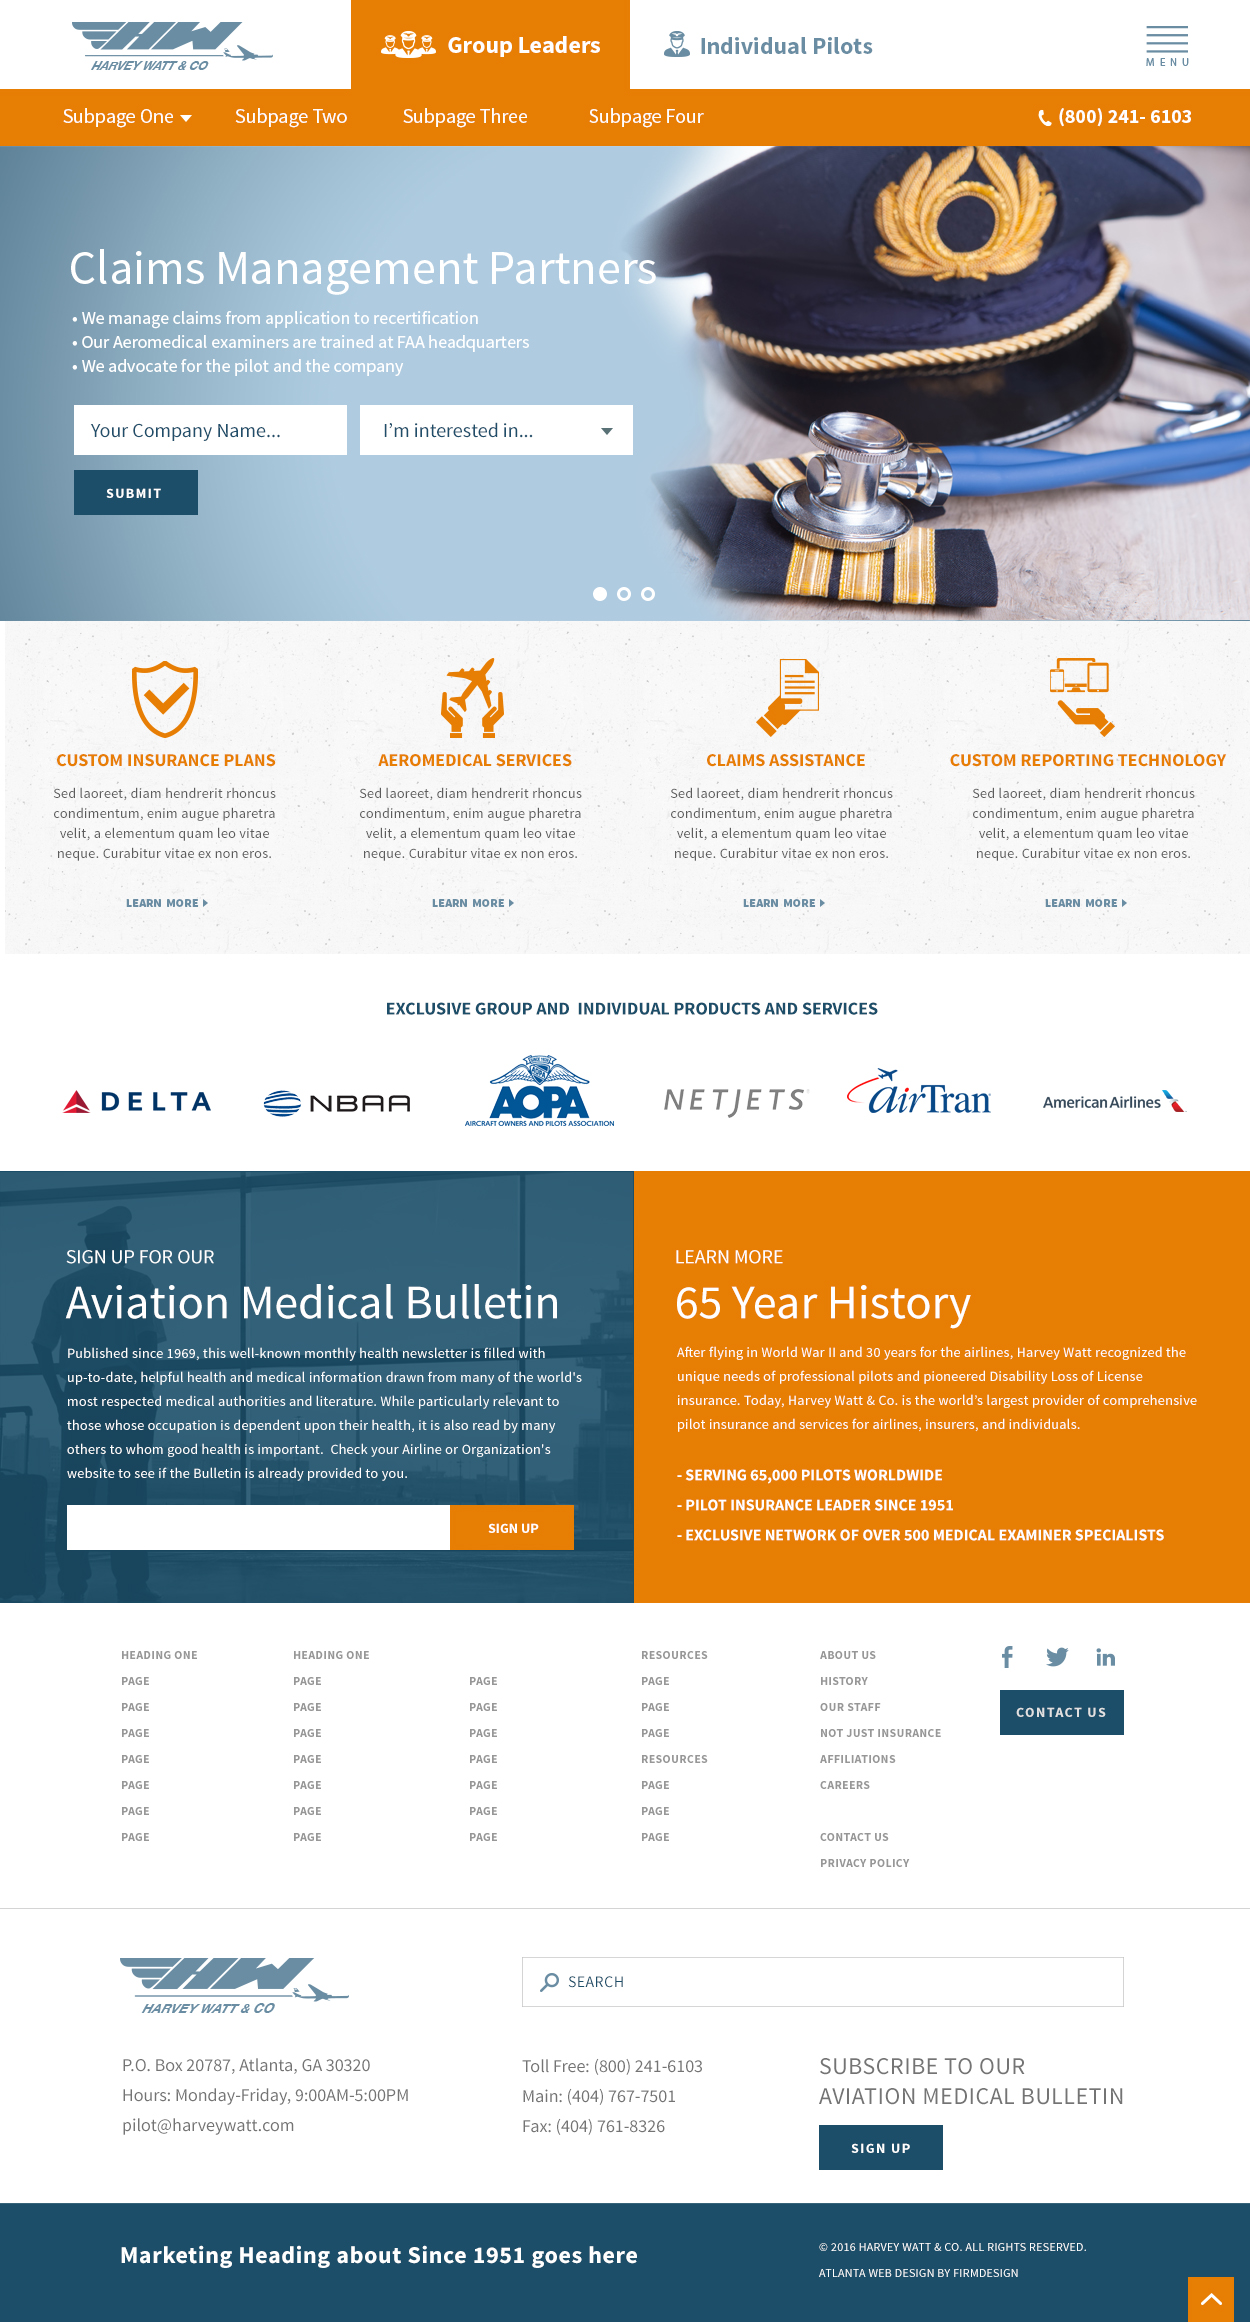 HARVEY WATT & CO
Group Leaders
Individual Pilots
MENU
Subpage One
Subpage Two
Subpage Three
Subpage Four
(800) 241- 6103
Claims Management Partners
• We manage claims from application to recertification
• Our Aeromedical examiners are trained at FAA headquarters
• We advocate for the pilot and the company
Your Company Name...
I'm interested in...
SUBMIT
CUSTOM INSURANCE PLANS
Sed laoreet, diam hendrerit rhoncus
condimentum, enim augue pharetra
velit, a elementum quam leo vitae
neque. Curabitur vitae ex non eros.
LEARN MORE
AEROMEDICAL SERVICES
Sed laoreet, diam hendrerit rhoncus
condimentum, enim augue pharetra
velit, a elementum quam leo vitae
neque. Curabitur vitae ex non eros.
LEARN MORE
CLAIMS ASSISTANCE
Sed laoreet, diam hendrerit rhoncus
condimentum, enim augue pharetra
velit, a elementum quam leo vitae
neque. Curabitur vitae ex non eros.
LEARN MORE
CUSTOM REPORTING TECHNOLOGY
Sed laoreet, diam hendrerit rhoncus
condimentum, enim augue pharetra
velit, a elementum quam leo vitae
neque. Curabitur vitae ex non eros.
LEARN MORE
EXCLUSIVE GROUP AND  INDIVIDUAL PRODUCTS AND SERVICES
DELTA
NBAA
AOPA
AIRCRAFT OWNERS AND PILOTS ASSOCIATION
NETJETS
airTran
American Airlines
SIGN UP FOR OUR
Aviation Medical Bulletin
Published since 1969, this well-known monthly health newsletter is filled with
up-to-date, helpful health and medical information drawn from many of the world's
most respected medical authorities and literature. While particularly relevant to
those whose occupation is dependent upon their health, it is also read by many
others to whom good health is important.  Check your Airline or Organization's
website to see if the Bulletin is already provided to you.
SIGN UP
LEARN MORE
65 Year History
After flying in World War II and 30 years for the airlines, Harvey Watt recognized the
unique needs of professional pilots and pioneered Disability Loss of License
insurance. Today, Harvey Watt & Co. is the world's largest provider of comprehensive
pilot insurance and services for airlines, insurers, and individuals.
- SERVING 65,000 PILOTS WORLDWIDE
- PILOT INSURANCE LEADER SINCE 1951
- EXCLUSIVE NETWORK OF OVER 500 MEDICAL EXAMINER SPECIALISTS
HEADING ONE
PAGE
PAGE
PAGE
PAGE
PAGE
PAGE
PAGE
HEADING ONE
PAGE
PAGE
PAGE
PAGE
PAGE
PAGE
PAGE
PAGE
PAGE
PAGE
PAGE
PAGE
PAGE
PAGE
RESOURCES
PAGE
PAGE
PAGE
RESOURCES
PAGE
PAGE
PAGE
ABOUT US
HISTORY
OUR STAFF
NOT JUST INSURANCE
AFFILIATIONS
CAREERS
CONTACT US
PRIVACY POLICY
CONTACT US
HARVEY WATT & CO
SEARCH
P.O. Box 20787, Atlanta, GA 30320
Hours: Monday-Friday, 9:00AM-5:00PM
pilot@harveywatt.com
Toll Free: (800) 241-6103
Main: (404) 767-7501
Fax: (404) 761-8326
SUBSCRIBE TO OUR
AVIATION MEDICAL BULLETIN
SIGN UP
Marketing Heading about Since 1951 goes here
© 2016 HARVEY WATT & CO. ALL RIGHTS RESERVED.
ATLANTA WEB DESIGN BY FIRMDESIGN